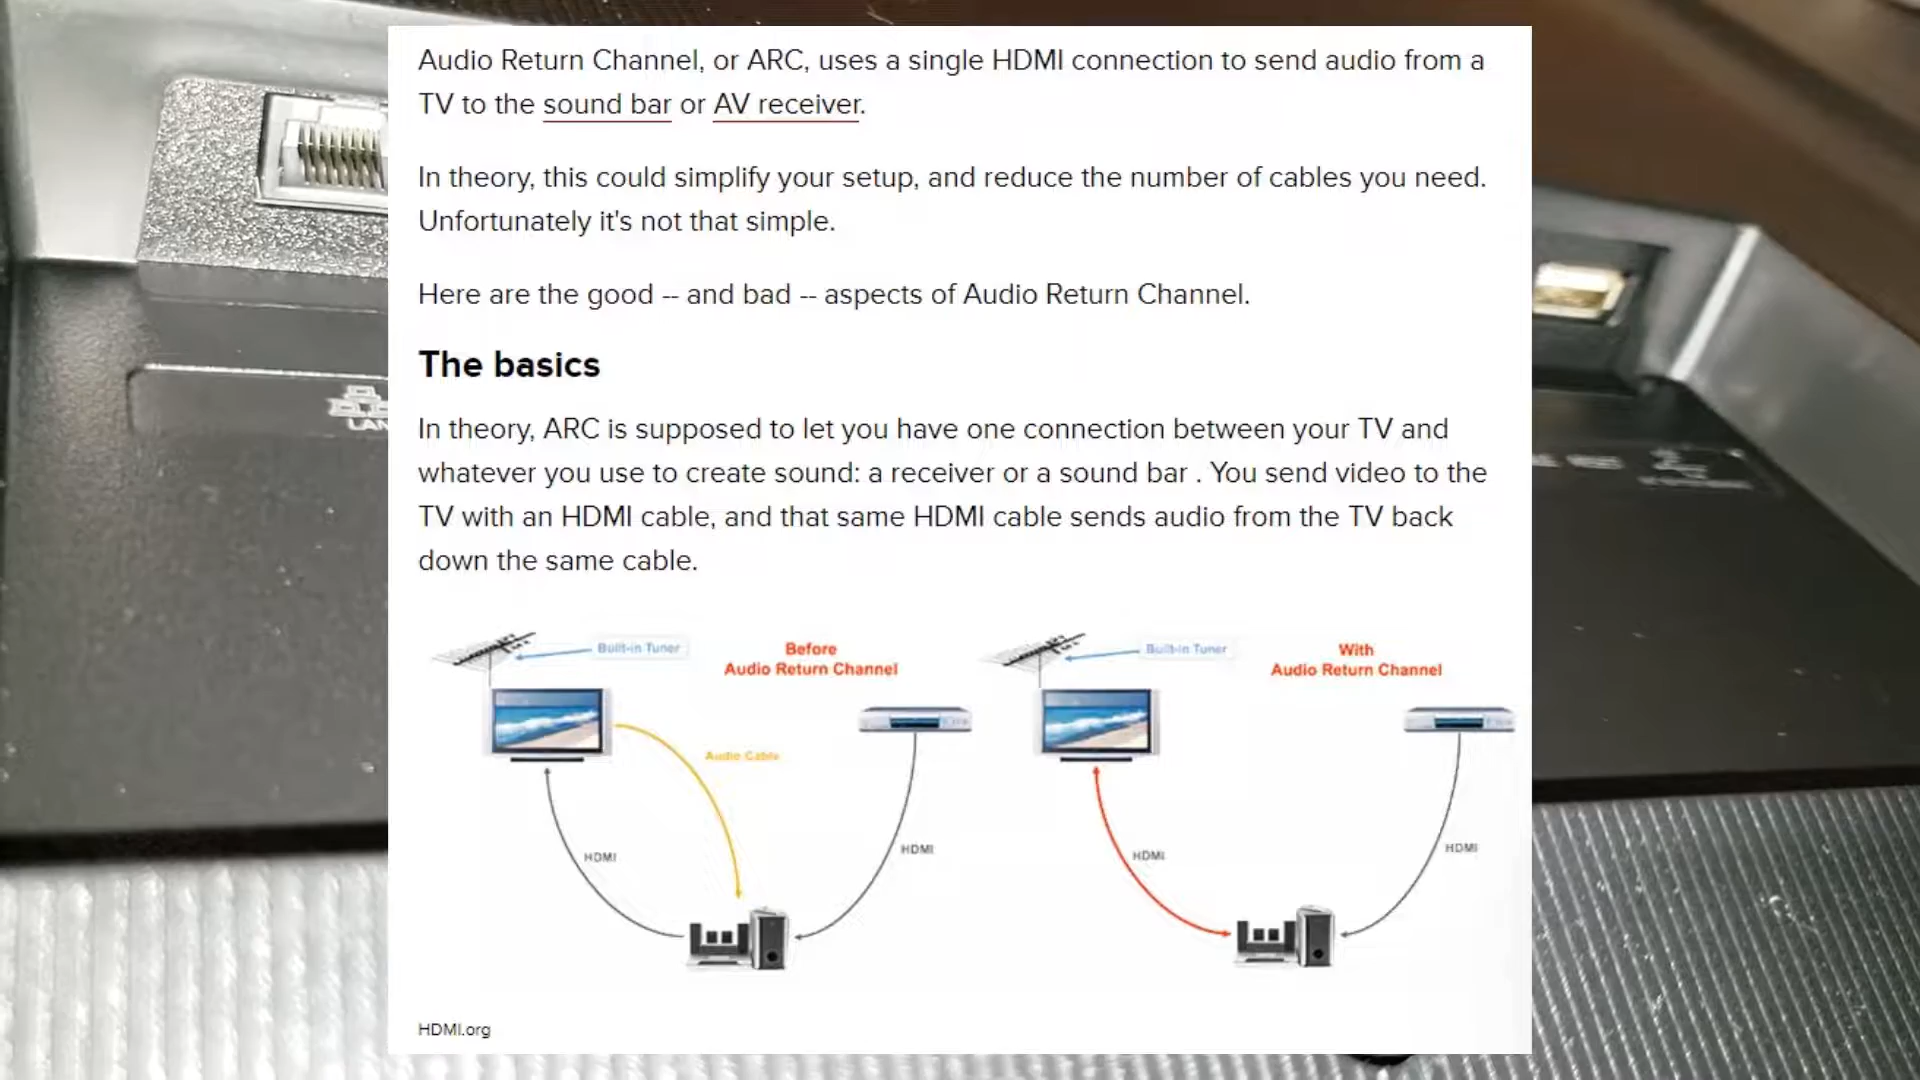 Audio Return Channel, or ARC, uses a single HDMI connection to send audio from a
TV to the sound bar or AV receiver.
In theory, this could simplify your setup, and reduce the number of cables you need.
Unfortunately it's not that simple.
Here are the good -- and bad -- aspects of Audio Return Channel.
The basics
In theory, ARC is supposed to let you have one connection between your TV and
whatever you use to create sound: a receiver or a sound bar . You send video to the
TV with an HDMI cable, and that same HDMI cable sends audio from the TV back
down the same cable.
Built-in Tuner
Before
Audio Return Channel
Audio Cable
HDMI
HDMI
Built-in Tuner
With
Audio Return Channel
HDMI
HDMI
HDMI.org
LAN